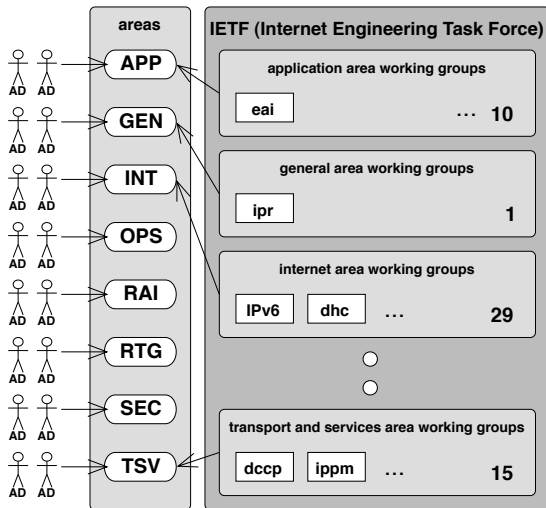 areas
IETF (Internet Engineering Task Force)
AD AD
APP
application area working groups
eai
... 10
AD AD
GEN
general area working groups
ipr
1
AD AD
INT
internet area working groups
IPv6 dhc ... 29
AD AD
OPS
AD AD
RAI
AD AD
RTG
AD AD
SEC
AD AD
TSV
transport and services area working groups
dccp ippm ... 15